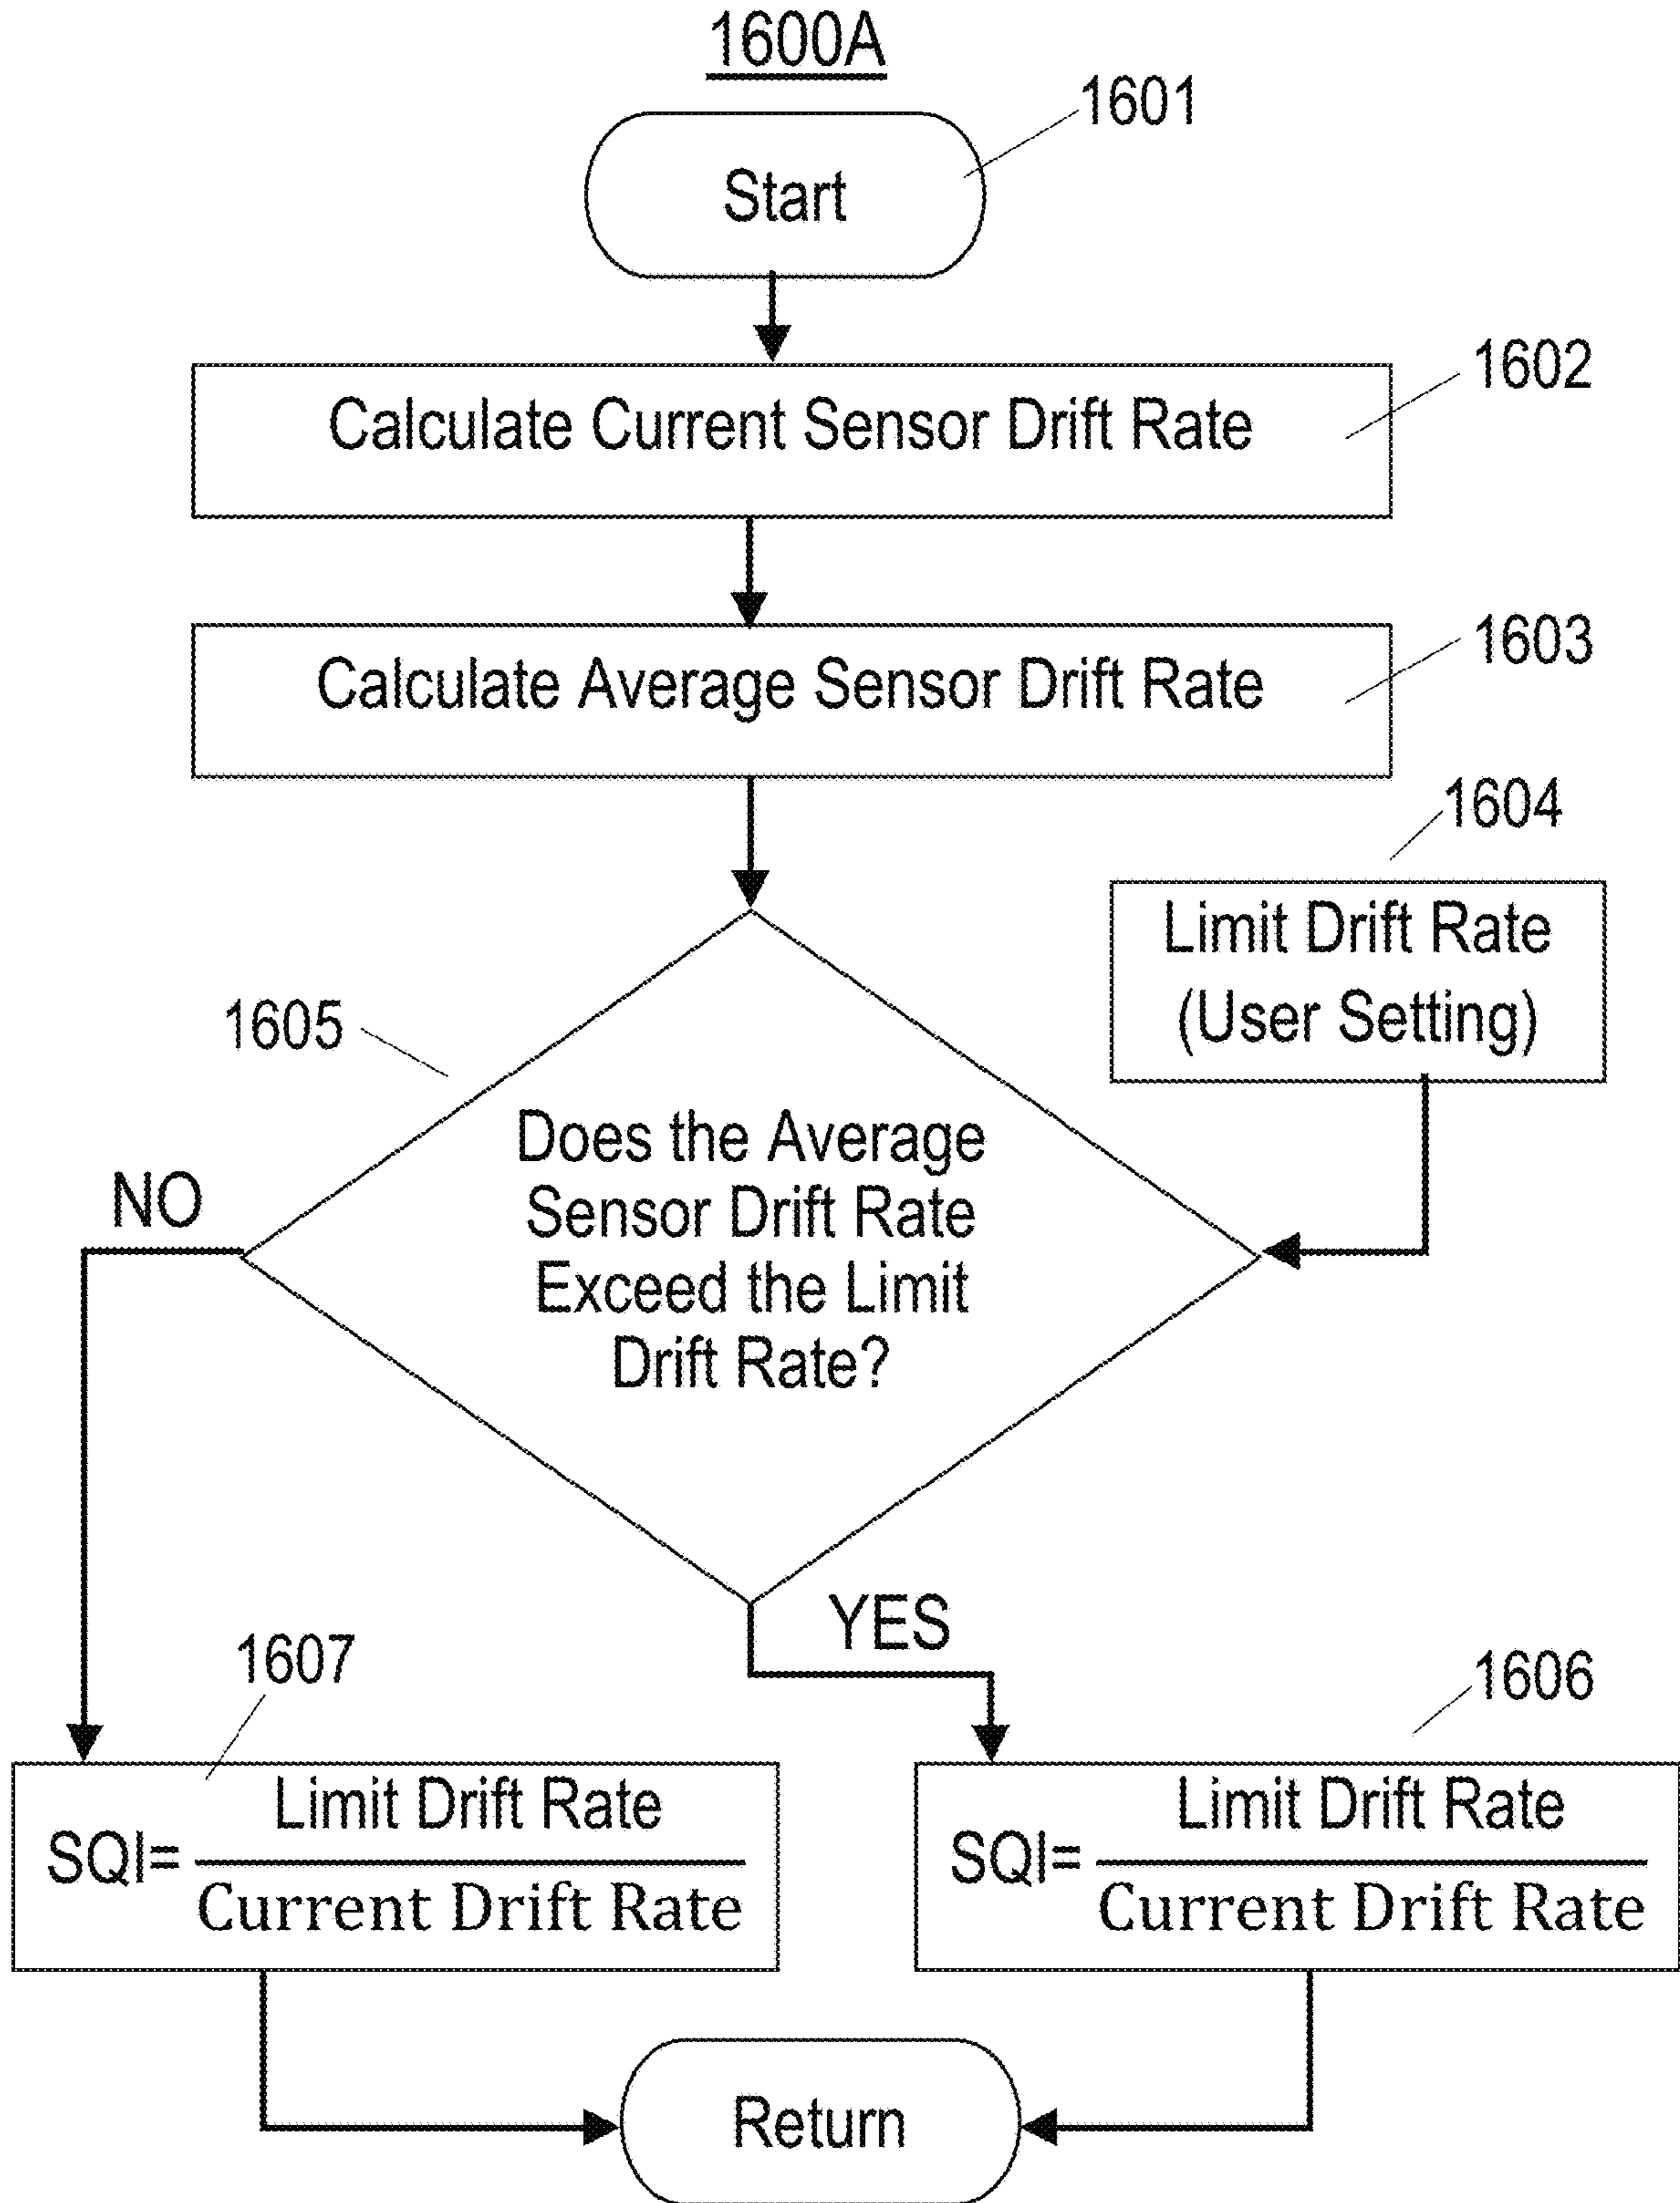 1600A
1601
Start
1602
Calculate Current Sensor Drift Rate
1603
Calculate Average Sensor Drift Rate
1604
Limit Drift Rate
(User Setting)
1605
Does the Average
Sensor Drift Rate
Exceed the Limit
Drift Rate?
NO
YES
1607
Limit Drift Rate
SQI=
Current Drift Rate
1606
Limit Drift Rate
SQI=
Current Drift Rate
Return